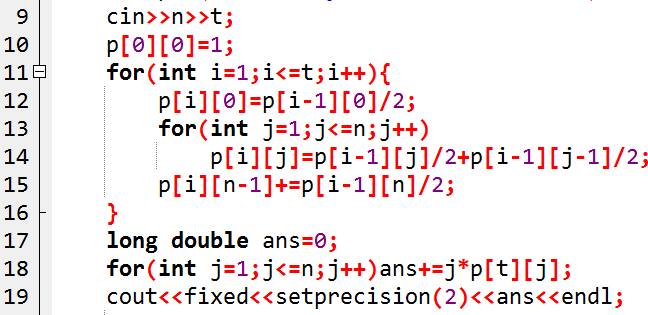 9 cin>>n>>t;
10 p[0][0]=1;
11 for(int i=1;i<=t;i++){
12 p[i][0]=p[i-1][0]/2;
13 for(int j=1;j<=n;j++)
14 p[i][j]=p[i-1][j]/2+p[i-1][j-1]/2;
15 p[i][n-1]+=p[i-1][n]/2;
16 }
17 long double ans=0;
18 for(int j=1;j<=n;j++)ans+=j*p[t][j];
19 cout<<fixed<<setprecision(2)<<ans<<endl;